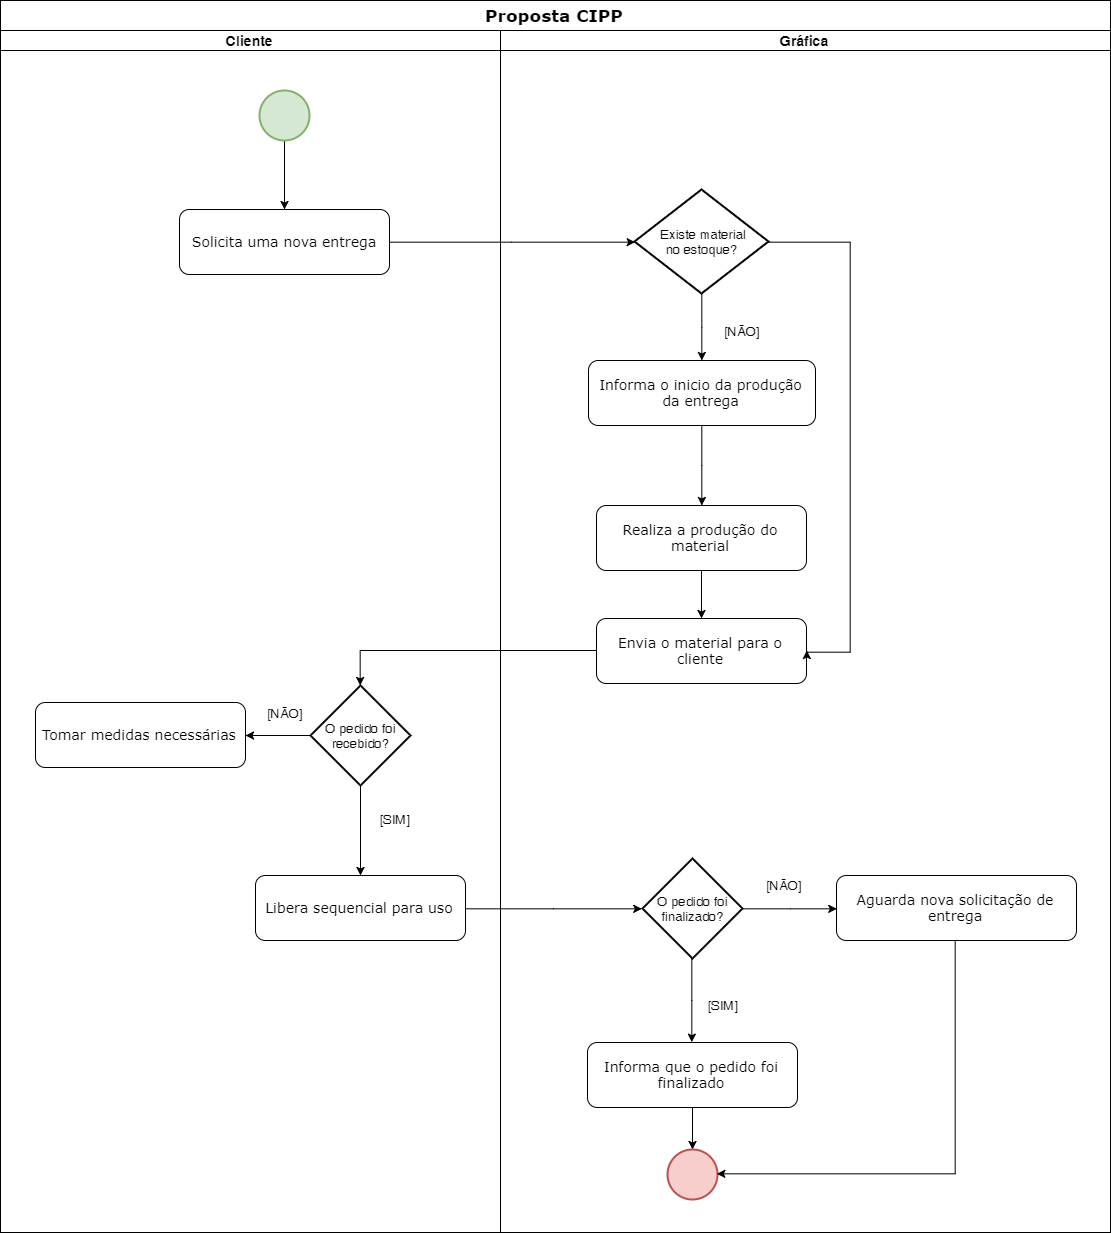 Proposta CIPP
Cliente
Gráfica
Solicita uma nova entrega
Existe material
no estoque?
[NÃO]
Informa o inicio da produção
da entrega
Realiza a produção do
material
Envia o material para o
cliente
O pedido foi
recebido?
[NÃO]
Tomar medidas necessárias
[SIM]
Libera sequencial para uso
O pedido foi
finalizado?
[NÃO]
Aguarda nova solicitação de
entrega
[SIM]
Informa que o pedido foi
finalizado